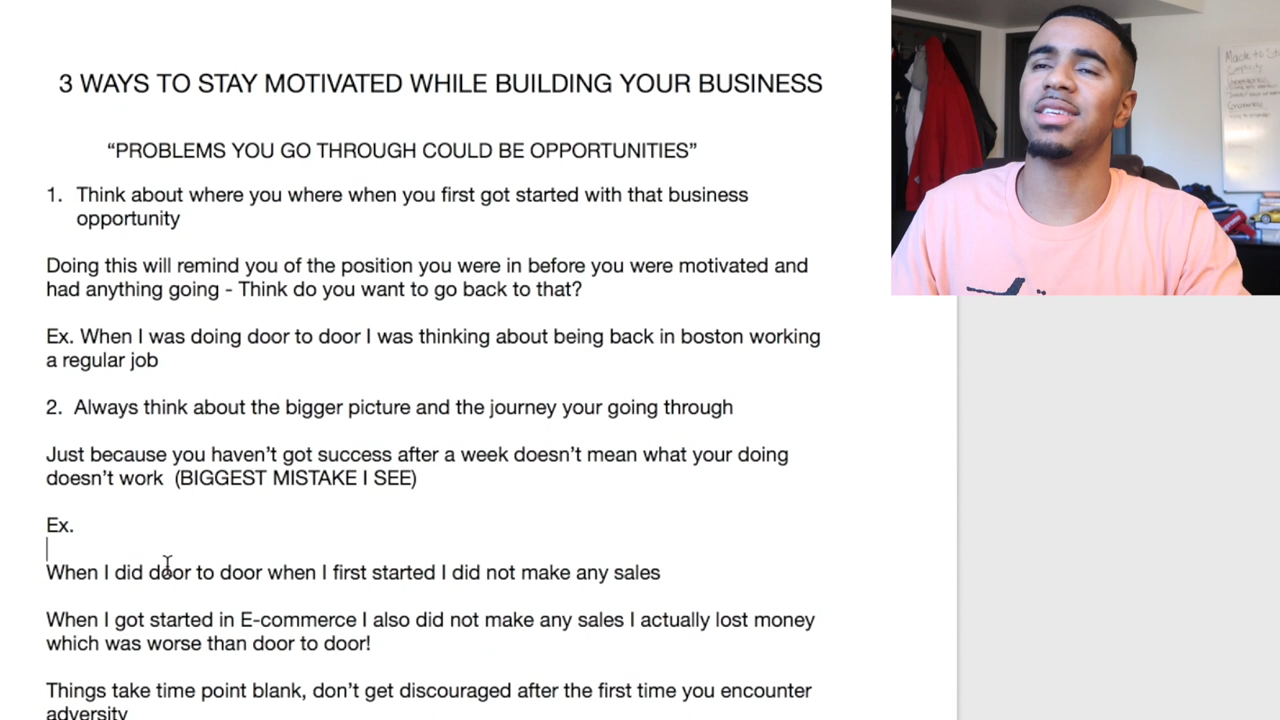 3 WAYS TO STAY MOTIVATED WHILE BUILDING YOUR BUSINESS
“PROBLEMS YOU GO THROUGH COULD BE OPPORTUNITIES”
1. Think about where you where when you first got started with that business
opportunity
Doing this will remind you of the position you were in before you were motivated and
had anything going - Think do you want to go back to that?
Ex. When I was doing door to door I was thinking about being back in boston working
a regular job
2. Always think about the bigger picture and the journey your going through
Just because you haven’t got success after a week doesn’t mean what your doing
doesn’t work (BIGGEST MISTAKE I SEE)
Ex.
When I did door to door when I first started I did not make any sales
When I got started in E-commerce I also did not make any sales I actually lost money
which was worse than door to door!
Things take time point blank, don’t get discouraged after the first time you encounter
adversity
Made to